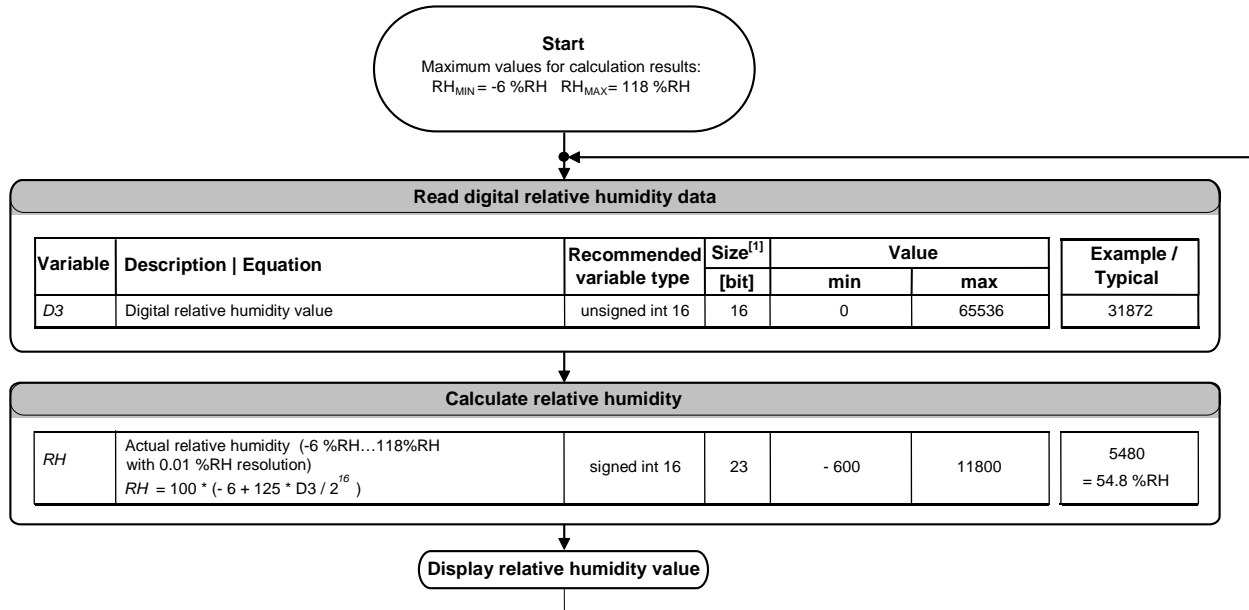 Start
Maximum values for calculation results:
RHMIN = -6 %RH RHMAX= 118 %RH
Read digital relative humidity data
Variable Description | Equation Recommended variable type Size[1] [bit] Value min max Example / Typical
D3 Digital relative humidity value unsigned int 16 16 0 65536 31872
Calculate relative humidity
RH
Actual relative humidity (-6 %RH…118%RH
with 0.01 %RH resolution)
RH = 100 * (- 6 + 125 * D3 / 2^16 )
signed int 16 23 - 600 11800
5480
= 54.8 %RH
Display relative humidity value